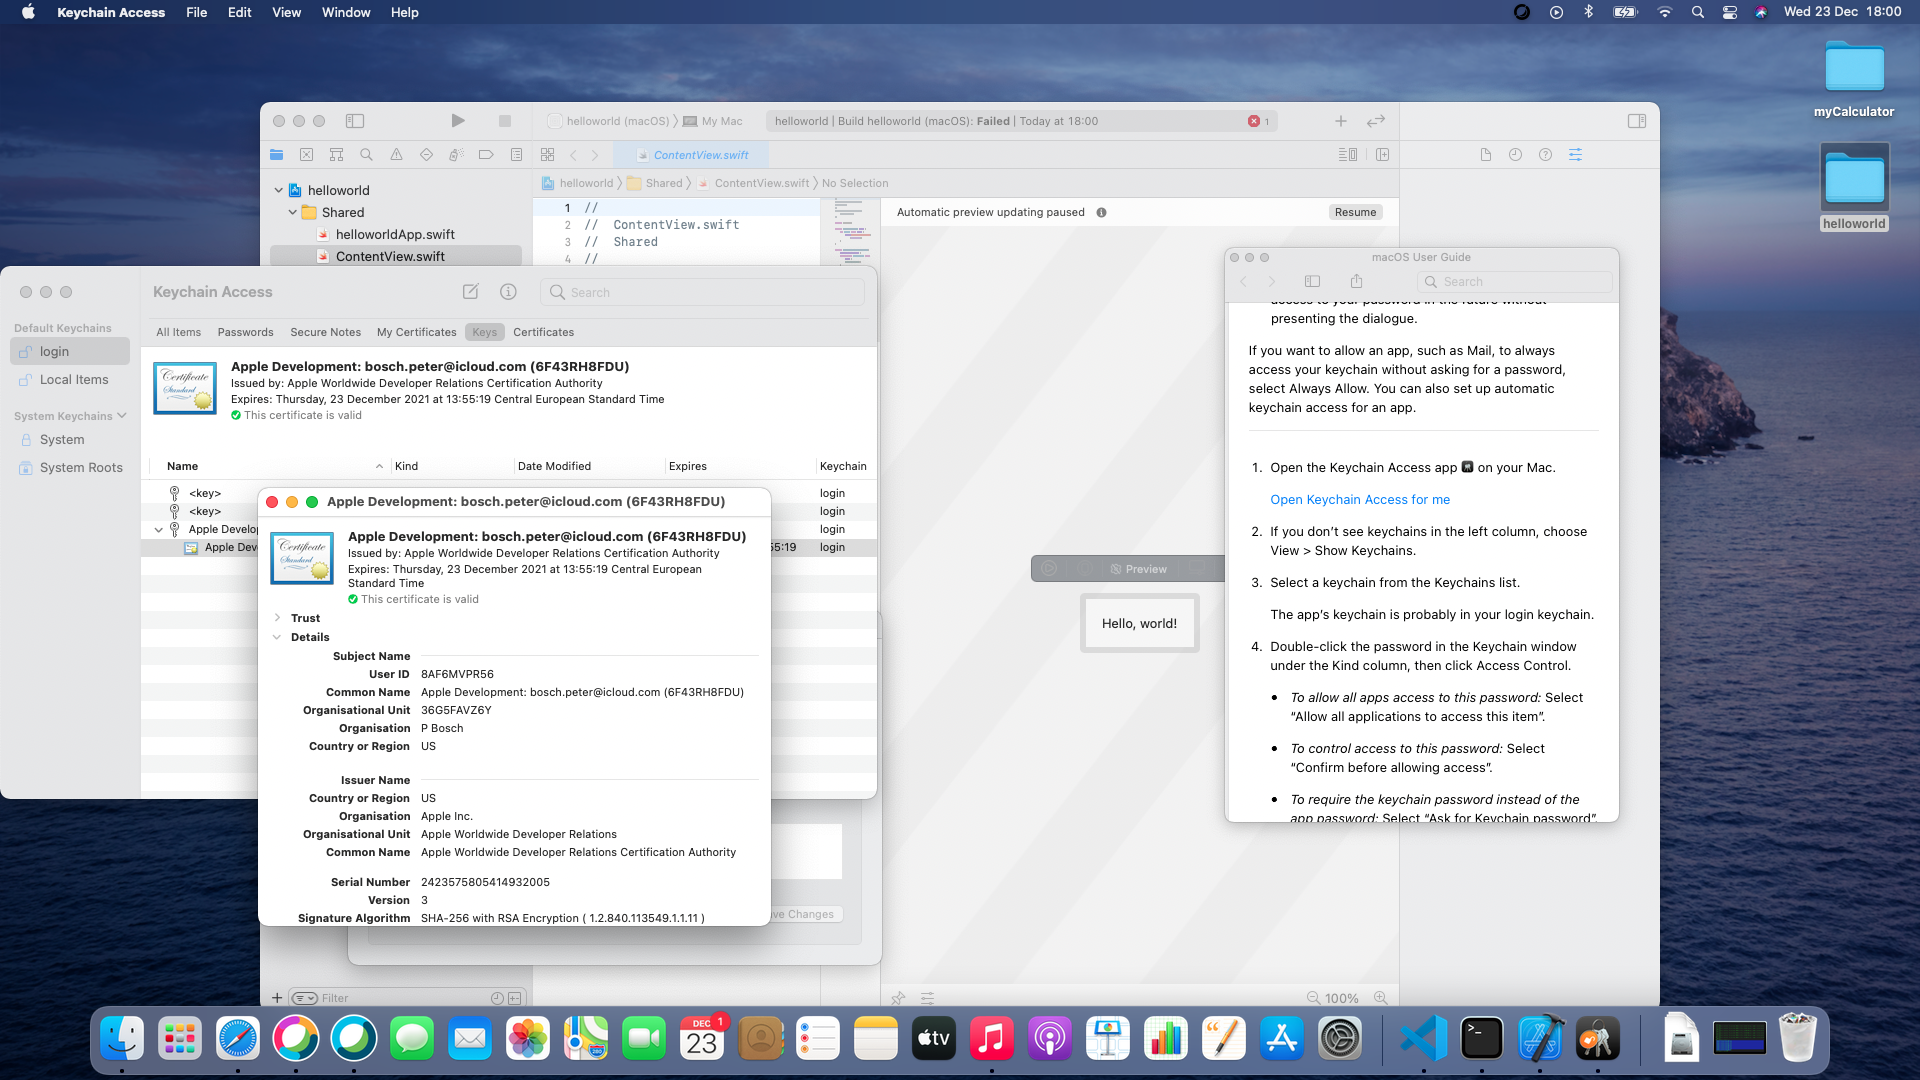 Keychain Access File Edit View Window Help
Wed 23 Dec 18:00
myCalculator
helloworld
helloworld (macOS) My Mac
helloworld | Build helloworld (macOS): Failed | Today at 18:00
1
ContentView.swift
helloworld
Shared
helloworldApp.swift
ContentView.swift
helloworld Shared ContentView.swift No Selection
1 //
2 // ContentView.swift
3 // Shared
4 //
Automatic preview updating paused
Resume
Preview
Hello, world!
Filter
100%
Keychain Access
Search
Default Keychains
login
Local Items
System Keychains
System
System Roots
All Items Passwords Secure Notes My Certificates Keys Certificates
Certificate
Standard
Apple Development: bosch.peter@icloud.com (6F43RH8FDU)
Issued by: Apple Worldwide Developer Relations Certification Authority
Expires: Thursday, 23 December 2021 at 13:55:19 Central European Standard Time
This certificate is valid
Name Kind Date Modified Expires Keychain
<key> login
<key> login
Apple Develop login
Apple Dev 55:19 login
Apple Development: bosch.peter@icloud.com (6F43RH8FDU)
Certificate
Standard
Apple Development: bosch.peter@icloud.com (6F43RH8FDU)
Issued by: Apple Worldwide Developer Relations Certification Authority
Expires: Thursday, 23 December 2021 at 13:55:19 Central European
Standard Time
This certificate is valid
Trust
Details
Subject Name
User ID 8AF6MVPR56
Common Name Apple Development: bosch.peter@icloud.com (6F43RH8FDU)
Organisational Unit 36G5FAVZ6Y
Organisation P Bosch
Country or Region US
Issuer Name
Country or Region US
Organisation Apple Inc.
Organisational Unit Apple Worldwide Developer Relations
Common Name Apple Worldwide Developer Relations Certification Authority
Serial Number 2423575805414932005
Version 3
Signature Algorithm SHA-256 with RSA Encryption ( 1.2.840.113549.1.1.11 )
ve Changes
macOS User Guide
Search
access to your password in the future without
presenting the dialogue.
If you want to allow an app, such as Mail, to always
access your keychain without asking for a password,
select Always Allow. You can also set up automatic
keychain access for an app.
1. Open the Keychain Access app on your Mac.
Open Keychain Access for me
2. If you don’t see keychains in the left column, choose
View > Show Keychains.
3. Select a keychain from the Keychains list.
The app’s keychain is probably in your login keychain.
4. Double-click the password in the Keychain window
under the Kind column, then click Access Control.
• To allow all apps access to this password: Select
“Allow all applications to access this item”.
• To control access to this password: Select
“Confirm before allowing access”.
• To require the keychain password instead of the
app password: Select “Ask for Keychain password”.
DEC
23
1
tv
280